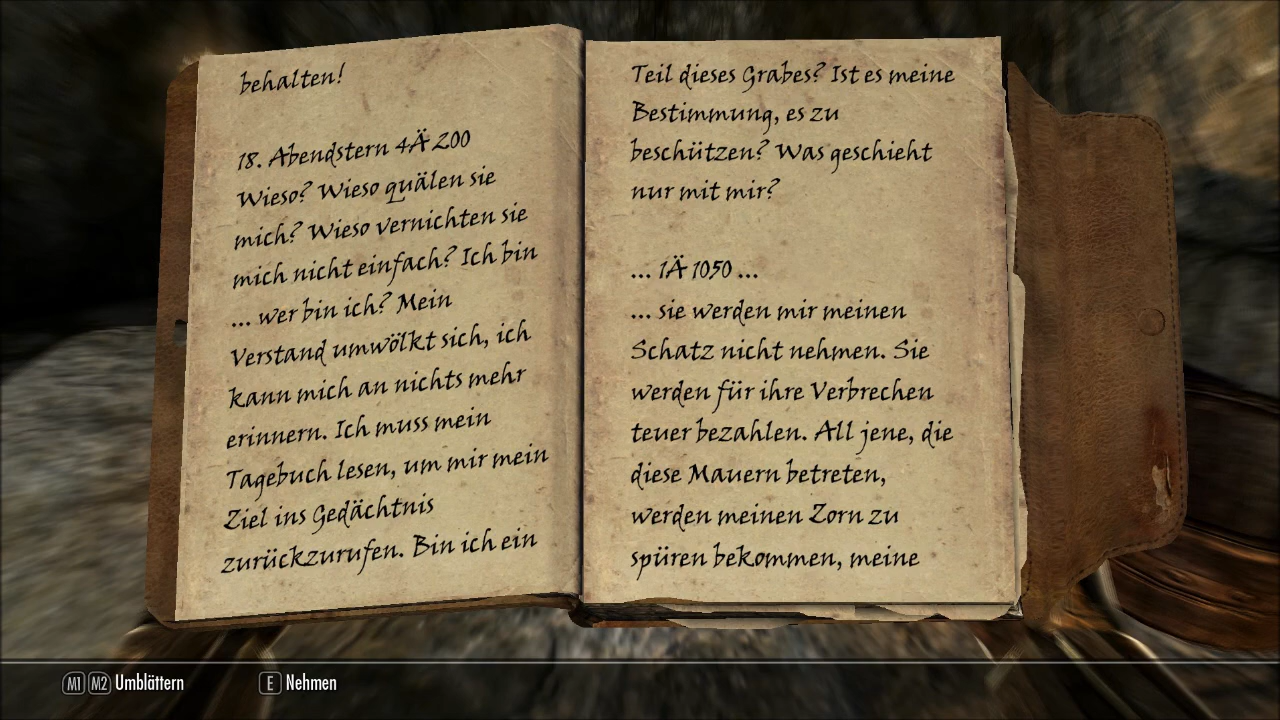 behalten!
18. Abendstern 4Ä 200
Wieso? Wieso quälen sie
mich? Wieso vernichten sie
mich nicht einfach? Ich bin
... wer bin ich? Mein
Verstand umwölkt sich, ich
kann mich an nichts mehr
erinnern. Ich muss mein
Tagebuch lesen, um mir mein
Ziel ins Gedächtnis
zurückzurufen. Bin ich ein
Teil dieses Grabes? Ist es meine
Bestimmung, es zu
beschützen? Was geschieht
nur mit mir?
... 1Ä 1050 ...
... sie werden mir meinen
Schatz nicht nehmen. Sie
werden für ihre Verbrechen
teuer bezahlen. All jene, die
diese Mauern betreten,
werden meinen Zorn zu
spüren bekommen, meine
M1 M2 Umblättern
E Nehmen